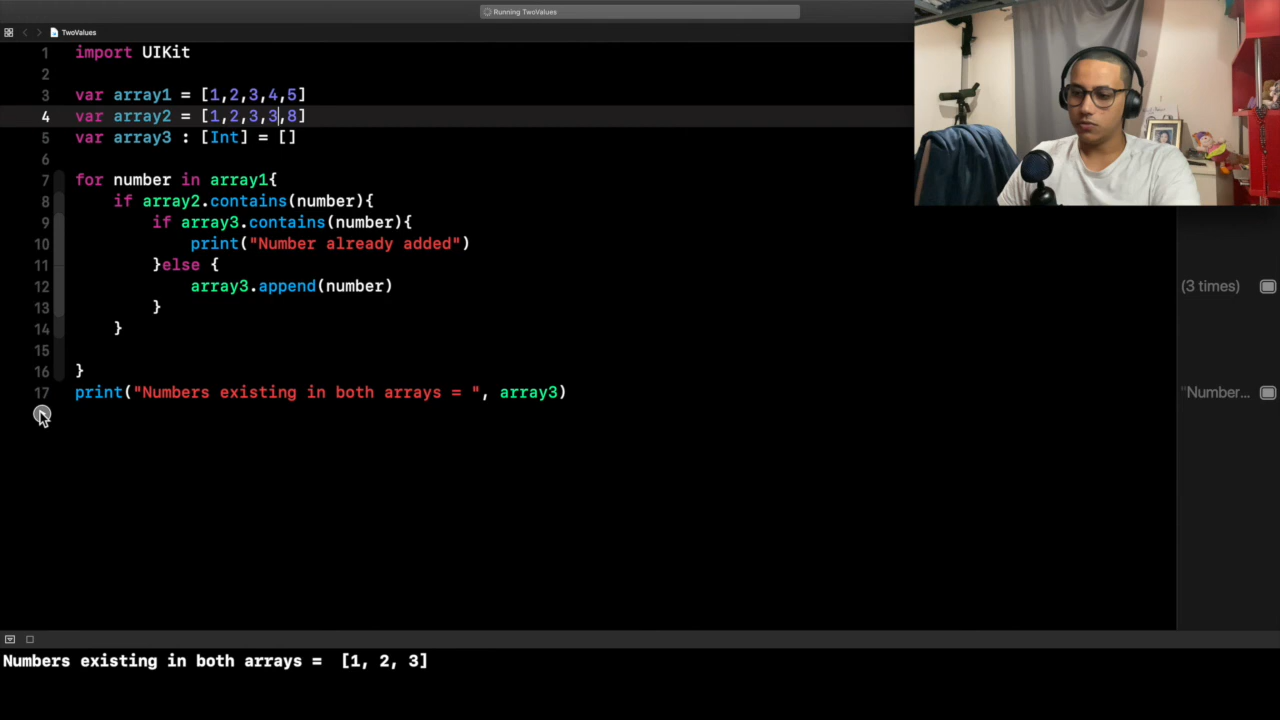 Running TwoValues
TwoValues
1 import UIKit
2
3 var array1 = [1,2,3,4,5]
4 var array2 = [1,2,3,3,8]
5 var array3 : [Int] = []
6
7 for number in array1{
8 if array2.contains(number){
9 if array3.contains(number){
10 print("Number already added")
11 }else {
12 array3.append(number)
13 }
14 }
15
16 }
17 print("Numbers existing in both arrays = ", array3)
(3 times)
"Number...
Numbers existing in both arrays =  [1, 2, 3]